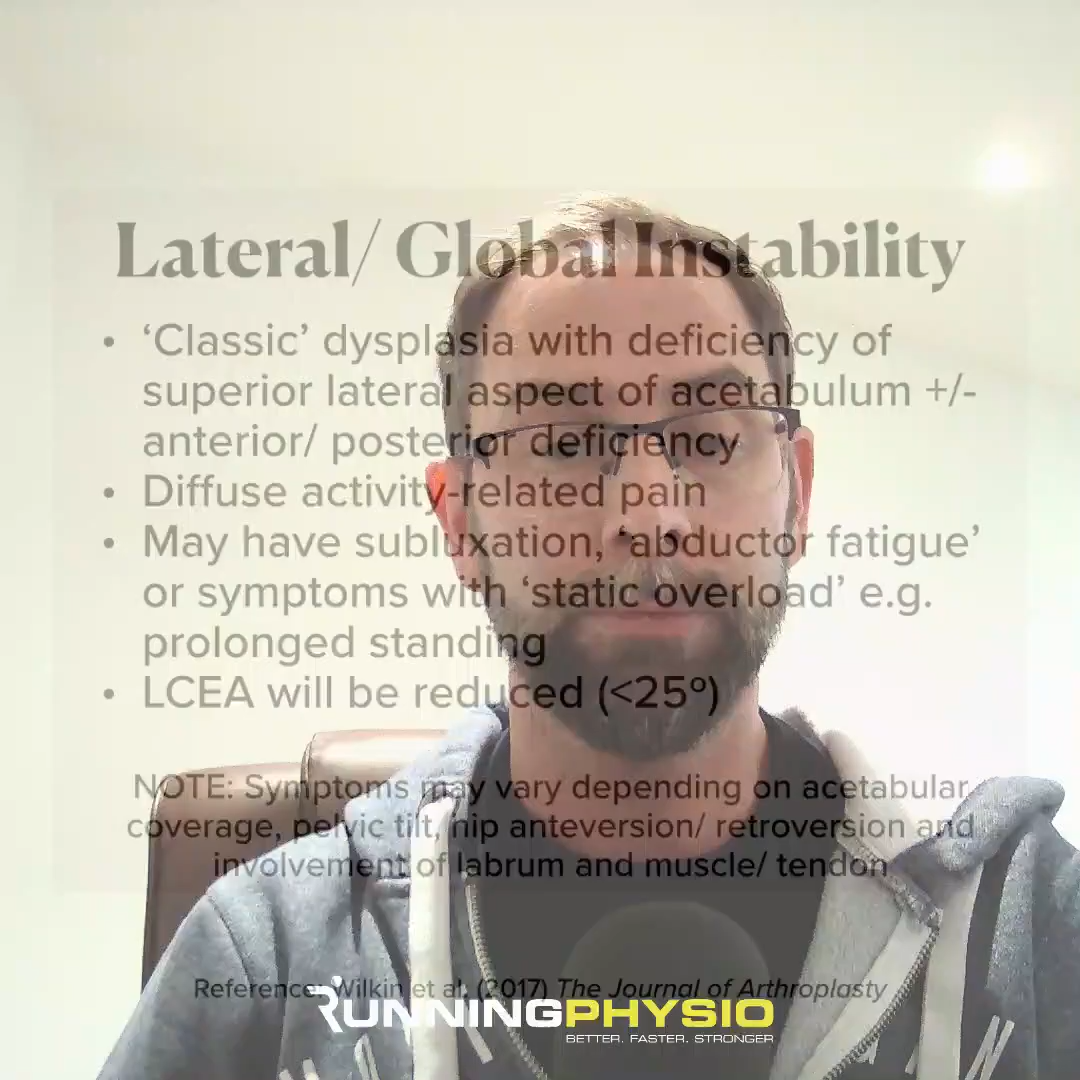 Lateral/ Global Instability
• ‘Classic’ dysplasia with deficiency of
superior lateral aspect of acetabulum +/-
anterior/ posterior deficiency
• Diffuse activity-related pain
• May have subluxation, ‘abductor fatigue’
or symptoms with ‘static overload’ e.g.
prolonged standing
• LCEA will be reduced (<25º)
NOTE: Symptoms may vary depending on acetabular
coverage, pelvic tilt, hip anteversion/ retroversion and
involvement of labrum and muscle/ tendon
Reference: Wilkin et al. (2017) The Journal of Arthroplasty
RUNNINGPHYSIO
BETTER. FASTER. STRONGER